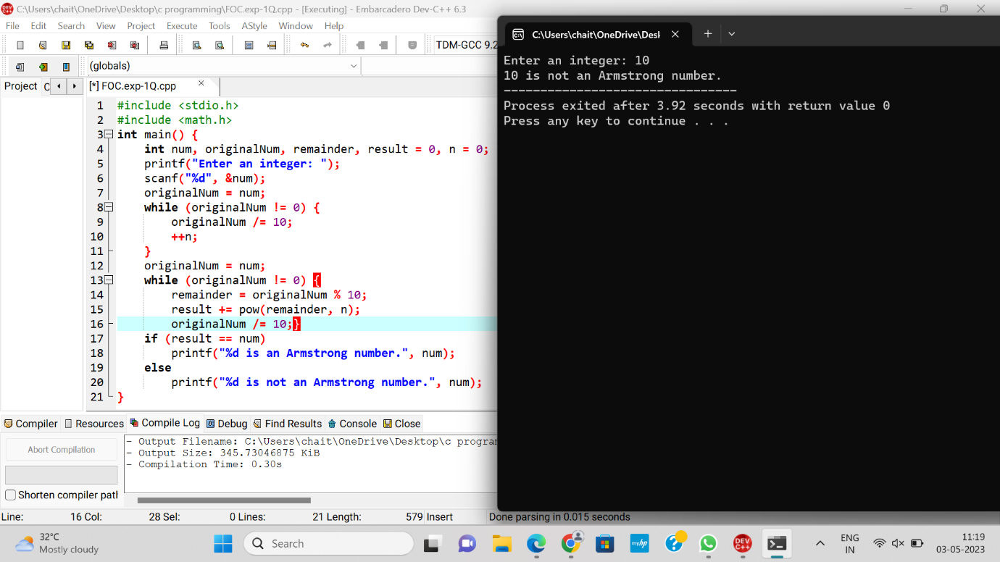 C:\Users\chait\OneDrive\Desktop\c programming\FOC.exp-1Q.cpp - [Executing] - Embarcadero Dev-C++ 6.3
File Edit Search View Project Execute Tools AStyle Window Help
TDM-GCC 9.2
(globals)
Project C
[*] FOC.exp-1Q.cpp
1 #include <stdio.h>
2 #include <math.h>
3 int main() {
4 int num, originalNum, remainder, result = 0, n = 0;
5 printf("Enter an integer: ");
6 scanf("%d", &num);
7 originalNum = num;
8 while (originalNum != 0) {
9 originalNum /= 10;
10 ++n;
11 }
12 originalNum = num;
13 while (originalNum != 0) {
14 remainder = originalNum % 10;
15 result += pow(remainder, n);
16 originalNum /= 10;}
17 if (result == num)
18 printf("%d is an Armstrong number.", num);
19 else
20 printf("%d is not an Armstrong number.", num);
21 }
C:\Users\chait\OneDrive\Desk
Enter an integer: 10
10 is not an Armstrong number.
--------------------------------
Process exited after 3.92 seconds with return value 0
Press any key to continue . . .
Compiler Resources Compile Log Debug Find Results Console Close
Abort Compilation
Shorten compiler patl
- Output Filename: C:\Users\chait\OneDrive\Desktop\c progra
- Output Size: 345.73046875 KiB
- Compilation Time: 0.30s
Line: 16 Col: 28 Sel: 0 Lines: 21 Length: 579 Insert Done parsing in 0.015 seconds
32°C
Mostly cloudy
Search
myhp
DEV C++
ENG
IN
11:19
03-05-2023